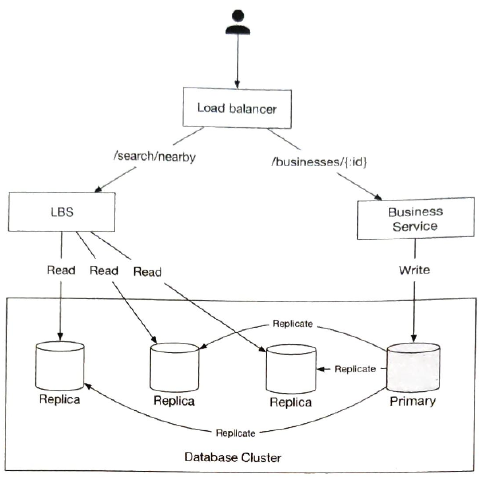 Load balancer
/search/nearby
/businesses/{:id}
LBS
Business
Service
Read
Read
Read
Write
Replicate
Replicate
Replica
Replica
Replica
Primary
Replicate
Database Cluster